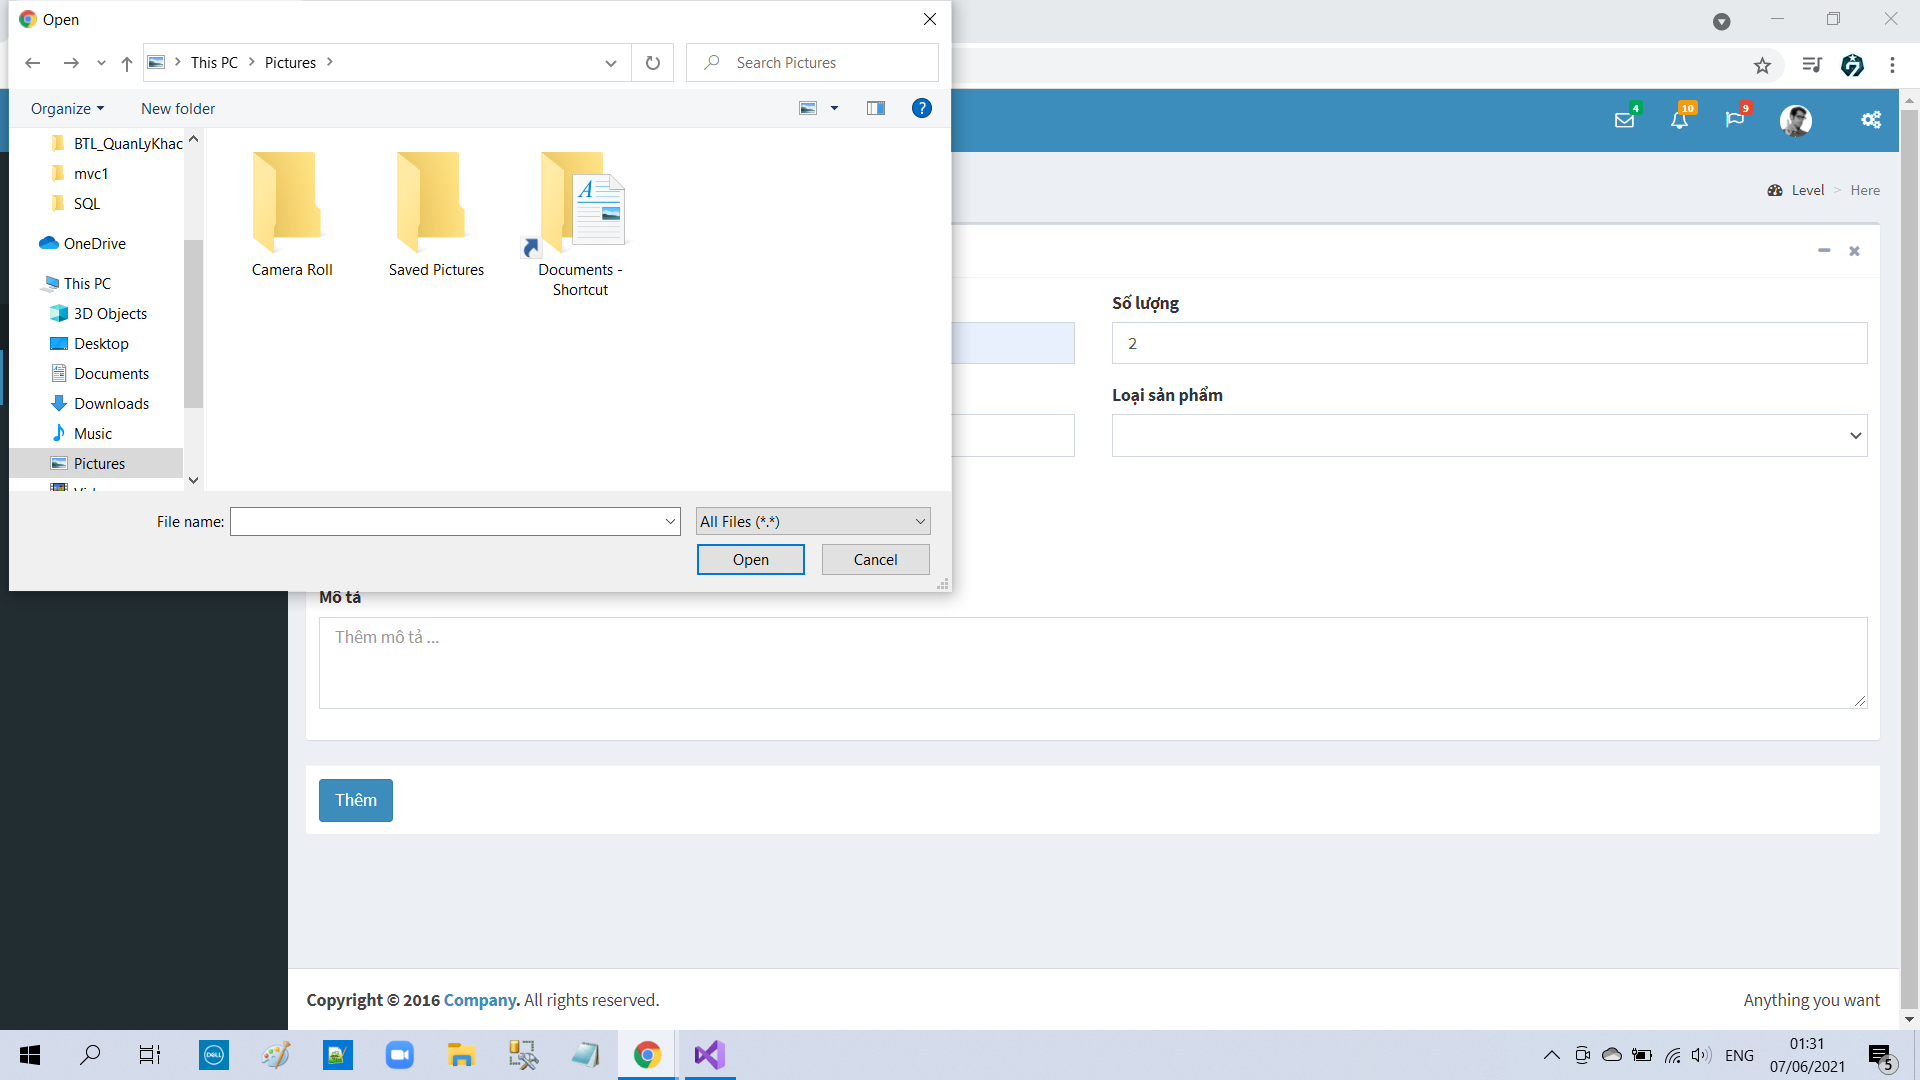 Open
This PC
Pictures
Search Pictures
Organize
New folder
4
10
9
BTL_QuanLyKhac
mvc1
SQL
OneDrive
This PC
3D Objects
Desktop
Documents
Downloads
Music
Pictures
Camera Roll
Saved Pictures
Documents -
Shortcut
File name:
All Files (*.*)
Open
Cancel
Level > Here
Số lượng
2
Loại sản phẩm
Mô tả
Thêm mô tả ...
Thêm
Copyright © 2016 Company. All rights reserved.
Anything you want
DELL
ENG
01:31
07/06/2021
5